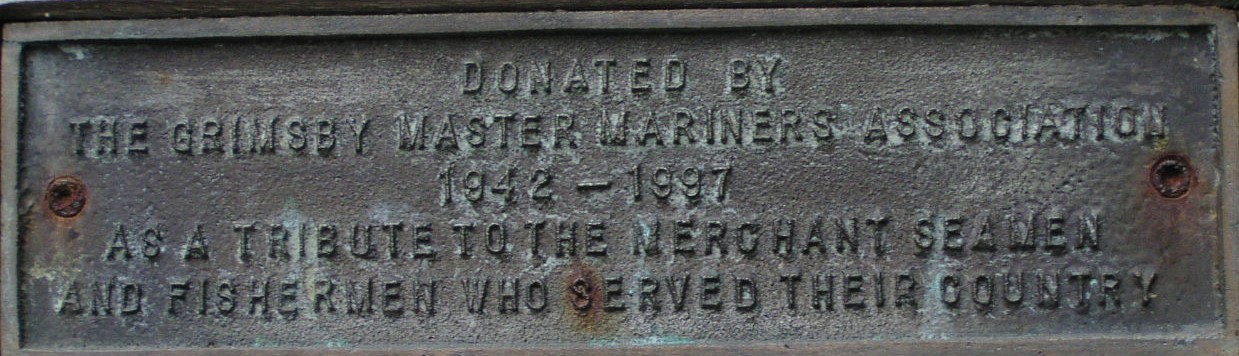 DONATED BY
THE GRIMSBY MASTER MARINERS ASSOCIATION
1942 – 1997
AS A TRIBUTE TO THE MERCHANT SEAMEN
AND FISHERMEN WHO SERVED THEIR COUNTRY